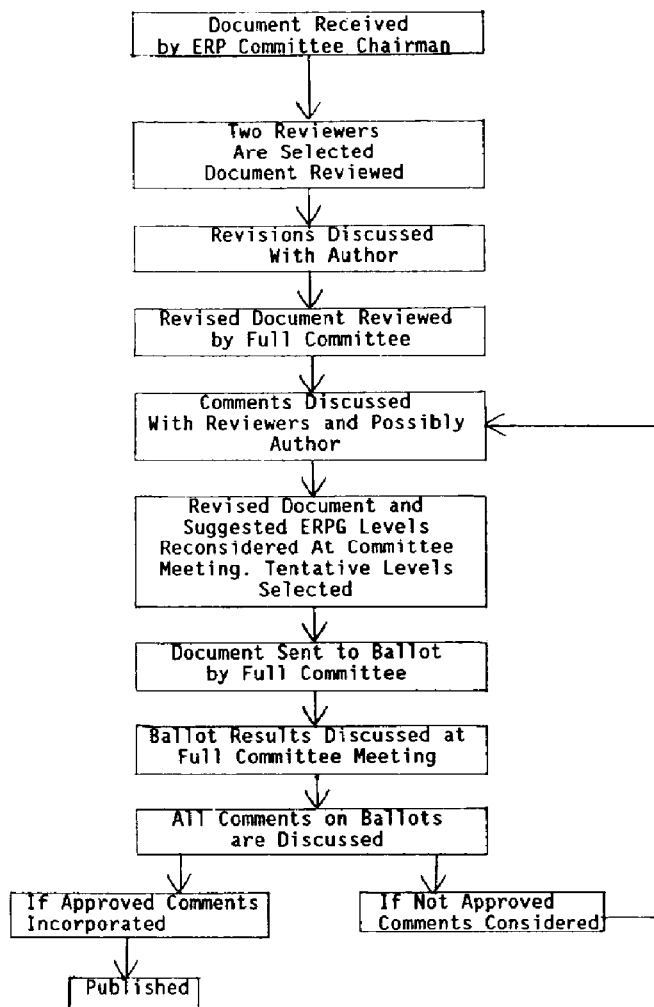 Document Received
by ERP Committee Chairman
Two Reviewers
Are Selected
Document Reviewed
Revisions Discussed
With Author
Revised Document Reviewed
by Full Committee
Comments Discussed
With Reviewers and Possibly
Author
Revised Document and
Suggested ERPG Levels
Reconsidered At Committee
Meeting. Tentative Levels
Selected
Document Sent to Ballot
by Full Committee
Ballot Results Discussed at
Full Committee Meeting
All Comments on Ballots
are Discussed
If Approved Comments
Incorporated
If Not Approved
Comments Considered
Published